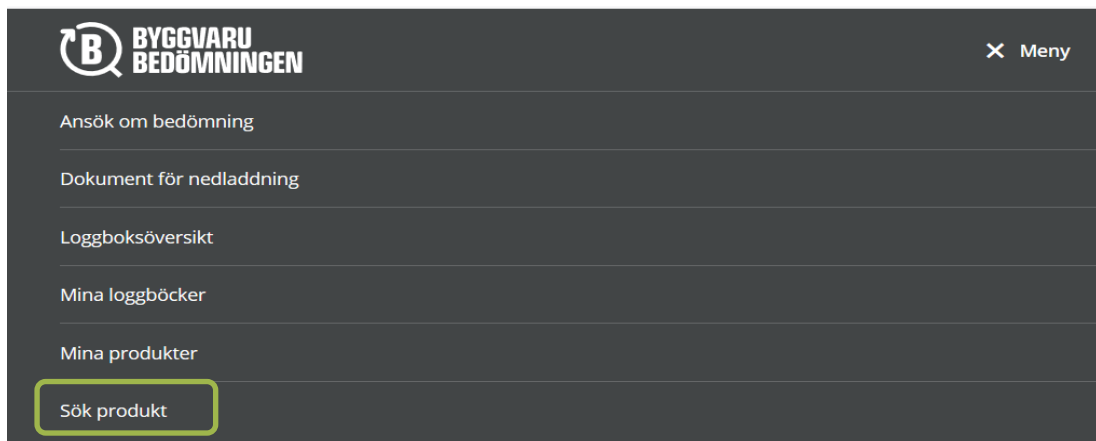 BYGGVARU
BEDÖMNINGEN
Meny
Ansök om bedömning
Dokument för nedladdning
Loggboksöversikt
Mina loggböcker
Mina produkter
Sök produkt